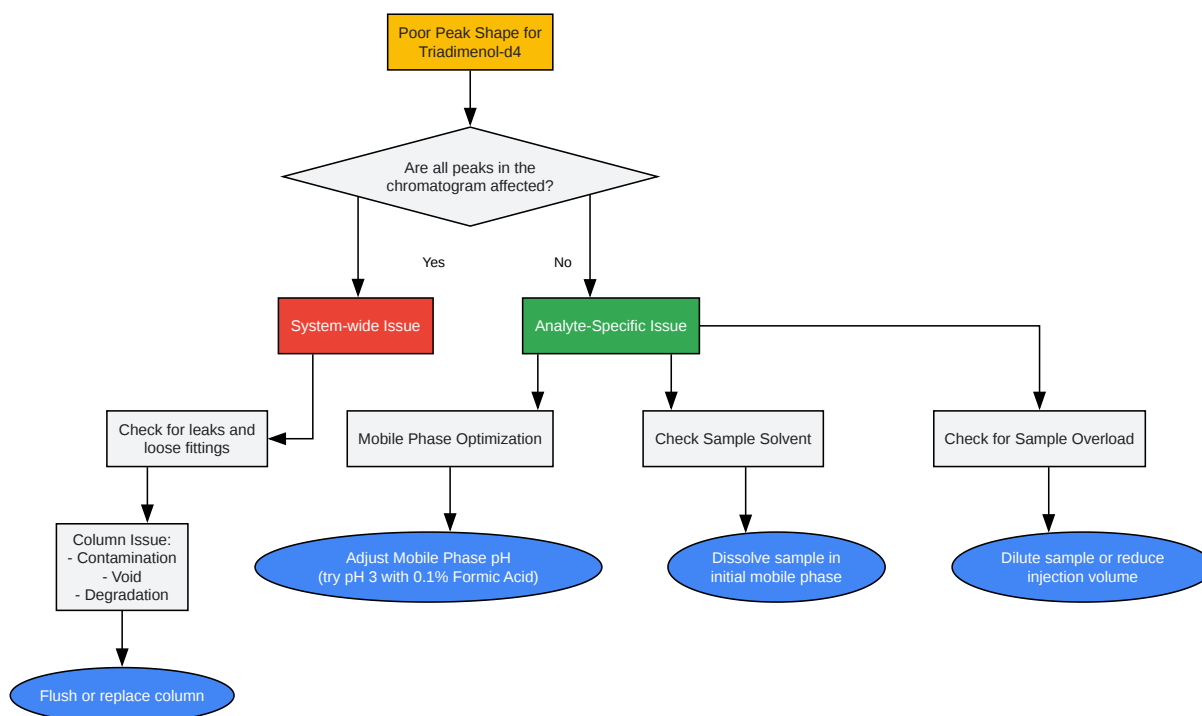 Poor Peak Shape for
Triadimenol-d4
Are all peaks in the
chromatogram affected?
Yes
No
System-wide Issue
Analyte-Specific Issue
Check for leaks and
loose fittings
Mobile Phase Optimization
Check Sample Solvent
Check for Sample Overload
Column Issue:
- Contamination
- Void
- Degradation
Adjust Mobile Phase pH
(try pH 3 with 0.1% Formic Acid)
Dissolve sample in
initial mobile phase
Dilute sample or reduce
injection volume
Flush or replace column